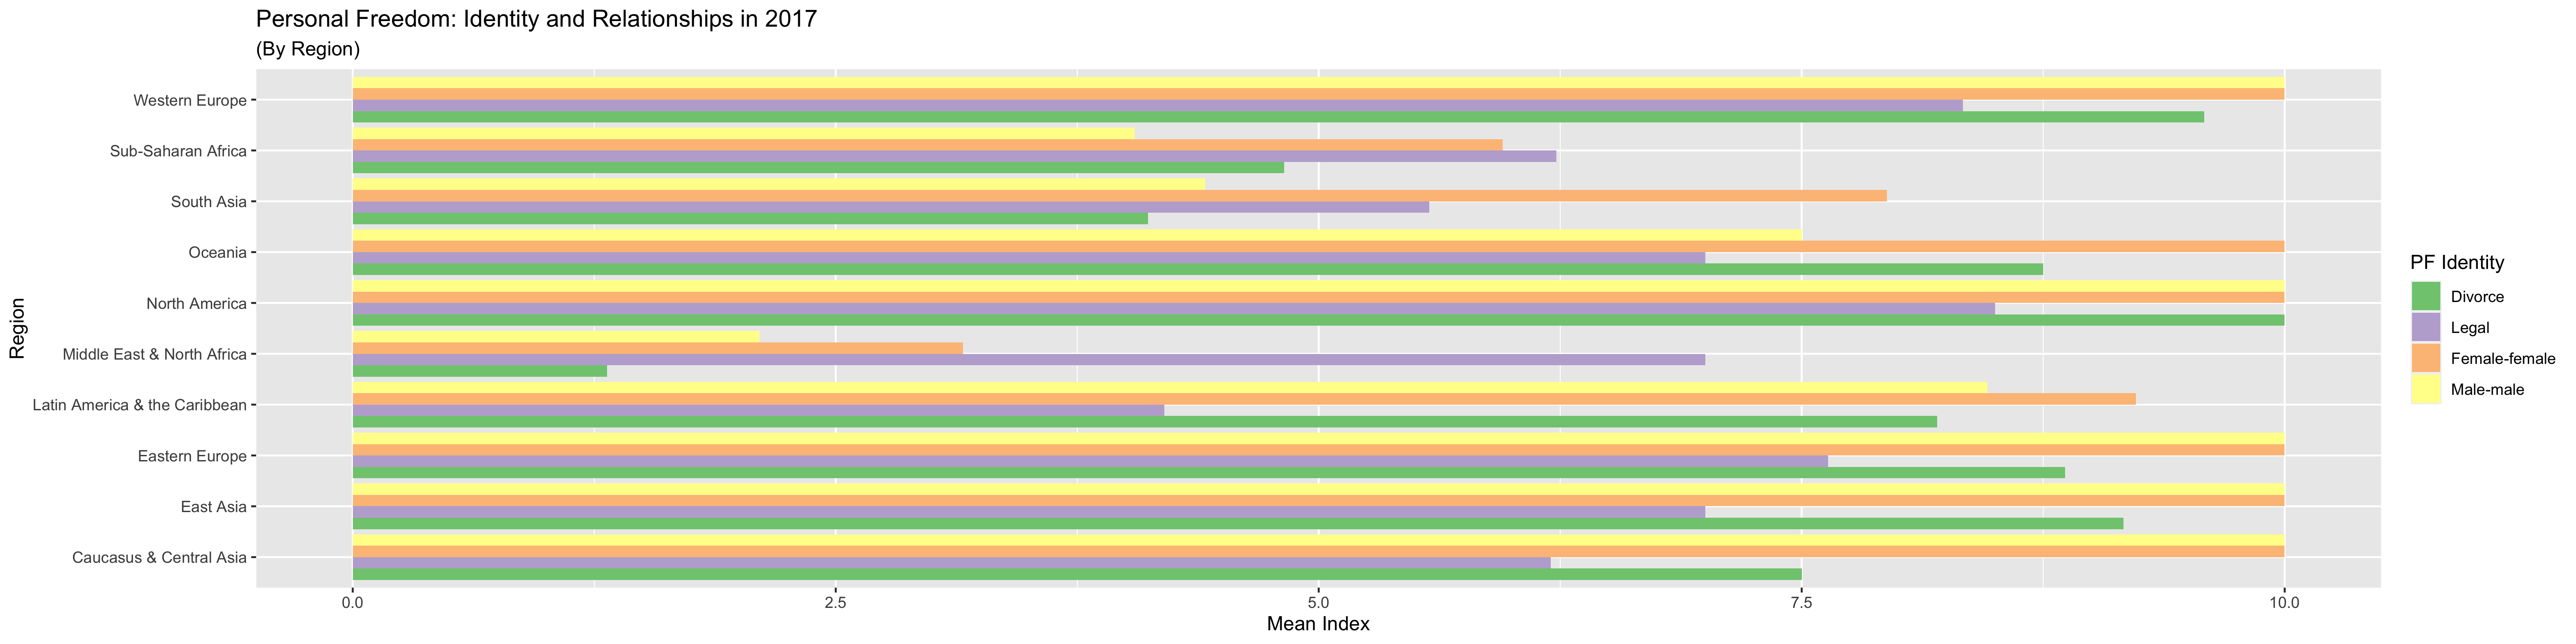 Personal Freedom: Identity and Relationships in 2017
(By Region)
Region
Western Europe
Sub-Saharan Africa
South Asia
Oceania
North America
Middle East & North Africa
Latin America & the Caribbean
Eastern Europe
East Asia
Caucasus & Central Asia
0.0 2.5 5.0 7.5 10.0
Mean Index
PF Identity
Divorce
Legal
Female-female
Male-male